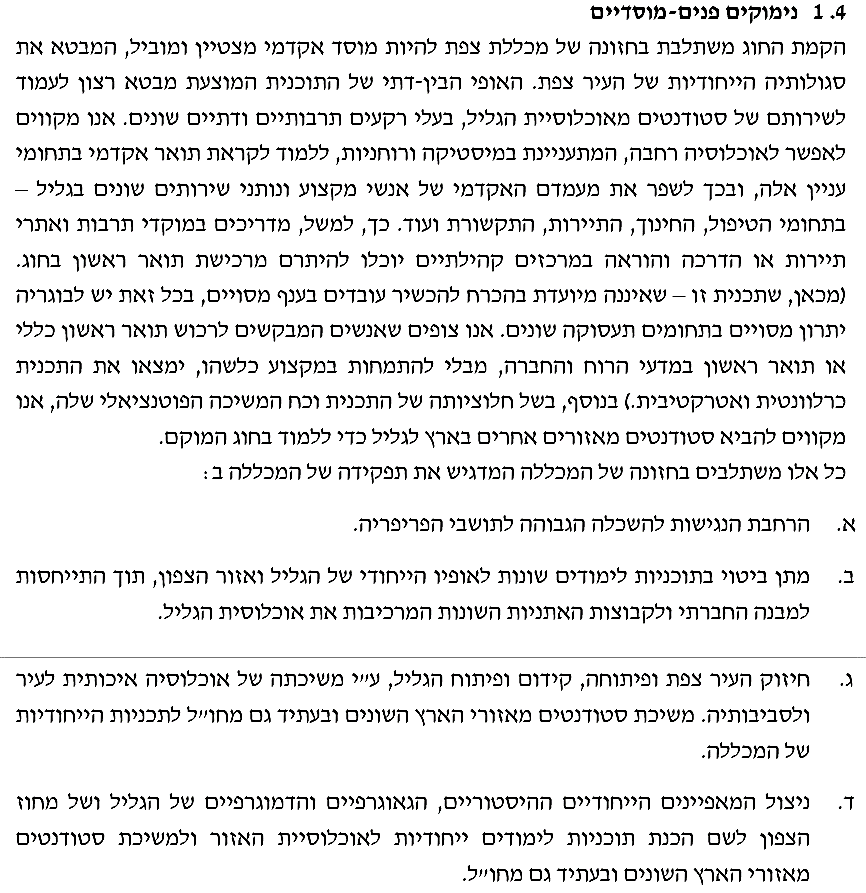 1.4 נימוקים פנים-מוסדיים
הקמת החוג משתלבת בחזונה של מכללת צפת להיות מוסד אקדמי מצטיין ומוביל, המבטא את
סגולותיה הייחודיות של העיר צפת. האופי הבין-דתי של התוכנית המוצעת מבטא רצון לעמוד
לשירותם של סטודנטים מאוכלוסיית הגליל, בעלי רקעים תרבותיים ודתיים שונים. אנו מקווים
לאפשר לאוכלוסיה רחבה, המתעניינת במיסטיקה ורוחניות, ללמוד לקראת תואר אקדמי בתחומי
עניין אלה, ובכך לשפר את מעמדם האקדמי של אנשי מקצוע ונותני שירותים שונים בגליל –
בתחומי הטיפול, החינוך, התיירות, התקשורת ועוד. כך, למשל, מדריכים במוקדי תרבות ואתרי
תיירות או הדרכה והוראה במרכזים קהילתיים יוכלו להיתרם מרכישת תואר ראשון בחוג.
(מכאן, שתכנית זו – שאיננה מיועדת בהכרח להכשיר עובדים בענף מסויים, בכל זאת יש לבוגריה
יתרון מסויים בתחומים תעסוקה שונים. אנו צופים שאנשים המבקשים לרכוש תואר ראשון כללי
או תואר ראשון במדעי הרוח והחברה, מבלי להתמחות במקצוע כלשהו, ימצאו את התכנית
כרלוונטית ואטרקטיבית.) בנוסף, בשל חלוציותה של התכנית וכח המשיכה הפוטנציאלי שלה, אנו
מקווים להביא סטודנטים מאזורים אחרים בארץ לגליל כדי ללמוד בחוג המוקם.
כל אלו משתלבים בחזונה של המכללה המדגיש את תפקידה של המכללה ב:
א. הרחבת הנגישות להשכלה הגבוהה לתושבי הפריפריה.
ב. מתן ביטוי בתוכניות לימודים שונות לאופיו הייחודי של הגליל ואזור הצפון, תוך התייחסות
למבנה החברתי ולקבוצות האתניות השונות המרכיבות את אוכלוסית הגליל.
ג. חיזוק העיר צפת ופיתוחה, קידום ופיתוח הגליל, ע״י משיכתה של אוכלוסיה איכותית לעיר
ולסביבותיה. משיכת סטודנטים מאזורי הארץ השונים ובעתיד גם מחו״ל לתכניות הייחודיות
של המכללה.
ד. ניצול המאפיינים הייחודיים ההיסטוריים, הגאוגרפיים והדמוגרפיים של הגליל ושל מחוז
הצפון לשם הכנת תוכניות לימודים ייחודיות לאוכלוסיית האזור ולמשיכת סטודנטים
מאזורי הארץ השונים ובעתיד גם מחו״ל.